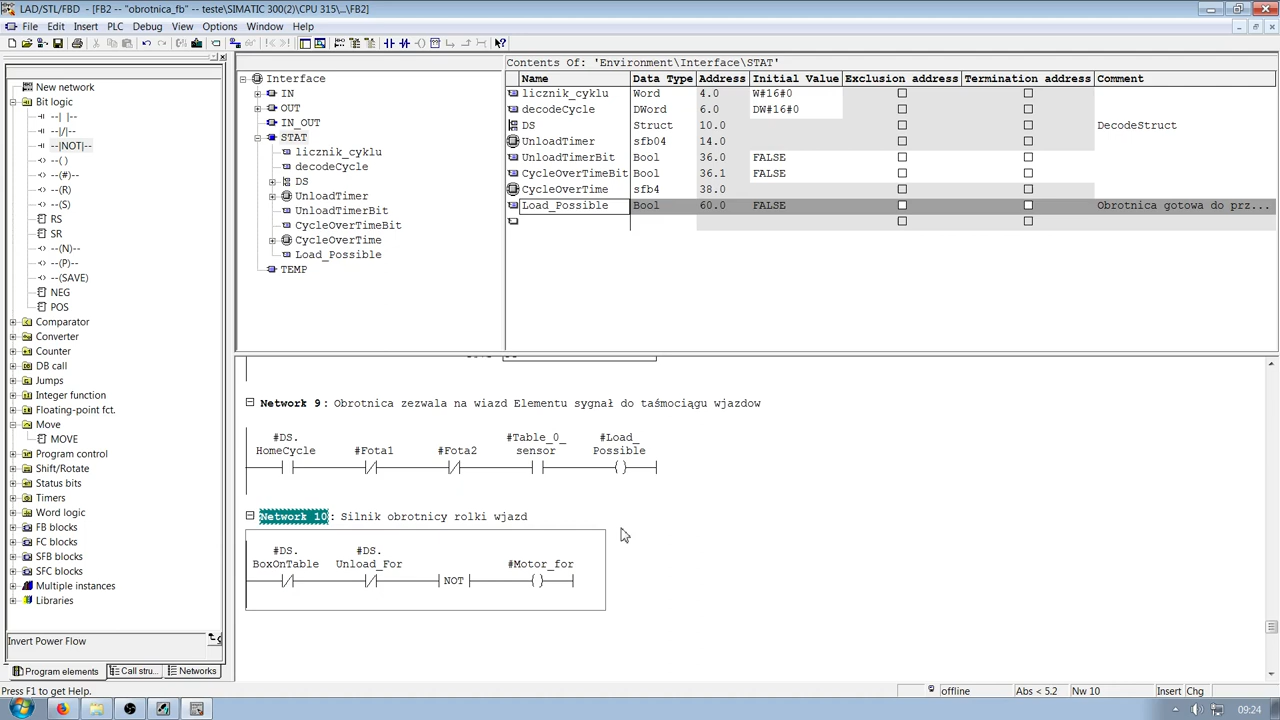 LAD/STL/FBD - [FB2 -- "obrotnica_fb" -- teste\SIMATIC 300(2)\CPU 315\...\FB2]
File Edit Insert PLC Debug View Options Window Help
New network
Bit logic
--| |--
--|/|--
--|NOT|--
--( )
--(#)--
--(R)
--(S)
RS
SR
--(N)--
--(P)--
--(SAVE)
NEG
POS
Comparator
Converter
Counter
DB call
Jumps
Integer function
Floating-point fct.
Move
MOVE
Program control
Shift/Rotate
Status bits
Timers
Word logic
FB blocks
FC blocks
SFB blocks
SFC blocks
Multiple instances
Libraries
Invert Power Flow
Program elements Call stru... Networks
Interface
IN
OUT
IN_OUT
STAT
licznik_cyklu
decodeCycle
DS
UnloadTimer
UnloadTimerBit
CycleOverTimeBit
CycleOverTime
Load_Possible
TEMP
Contents Of: 'Environment\Interface\STAT'
Name Data Type Address Initial Value Exclusion address Termination address Comment
licznik_cyklu Word 4.0 W#16#0
decodeCycle DWord 6.0 DW#16#0
DS Struct 10.0 DecodeStruct
UnloadTimer sfb04 14.0
UnloadTimerBit Bool 36.0 FALSE
CycleOverTimeBit Bool 36.1 FALSE
CycleOverTime sfb4 38.0
Load_Possible Bool 60.0 FALSE Obrotnica gotowa do prz...
Network 9 : Obrotnica zezwala na wiazd Elementu sygnał do taśmociągu wjazdow
#DS. #Table_0_ #Load_
HomeCycle #Fota1 #Fota2 sensor Possible
Network 10 : Silnik obrotnicy rolki wjazd
#DS. #DS.
BoxOnTable Unload_For #Motor_for
NOT
Press F1 to get Help. offline Abs < 5.2 Nw 10 Insert Chg
09:24